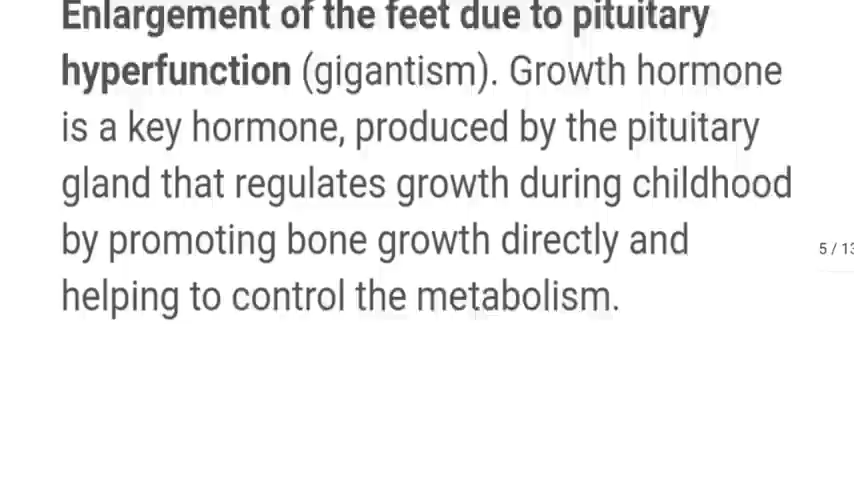 Enlargement of the feet due to pituitary
hyperfunction (gigantism). Growth hormone
is a key hormone, produced by the pituitary
gland that regulates growth during childhood
by promoting bone growth directly and
5 / 13
helping to control the metabolism.